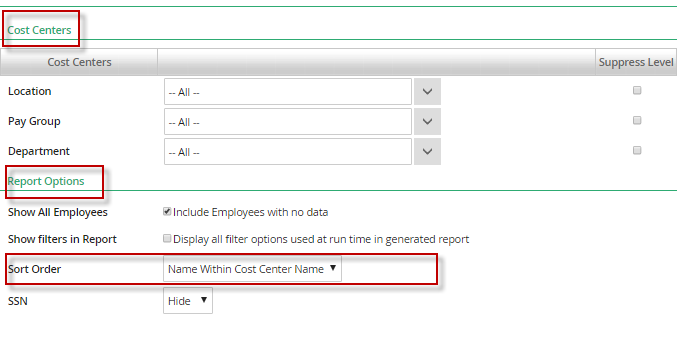 Cost Centers
Cost Centers Suppress Level
Location -- All --
Pay Group -- All --
Department -- All --
Report Options
Show All Employees Include Employees with no data
Show filters in Report Display all filter options used at run time in generated report
Sort Order Name Within Cost Center Name
SSN Hide